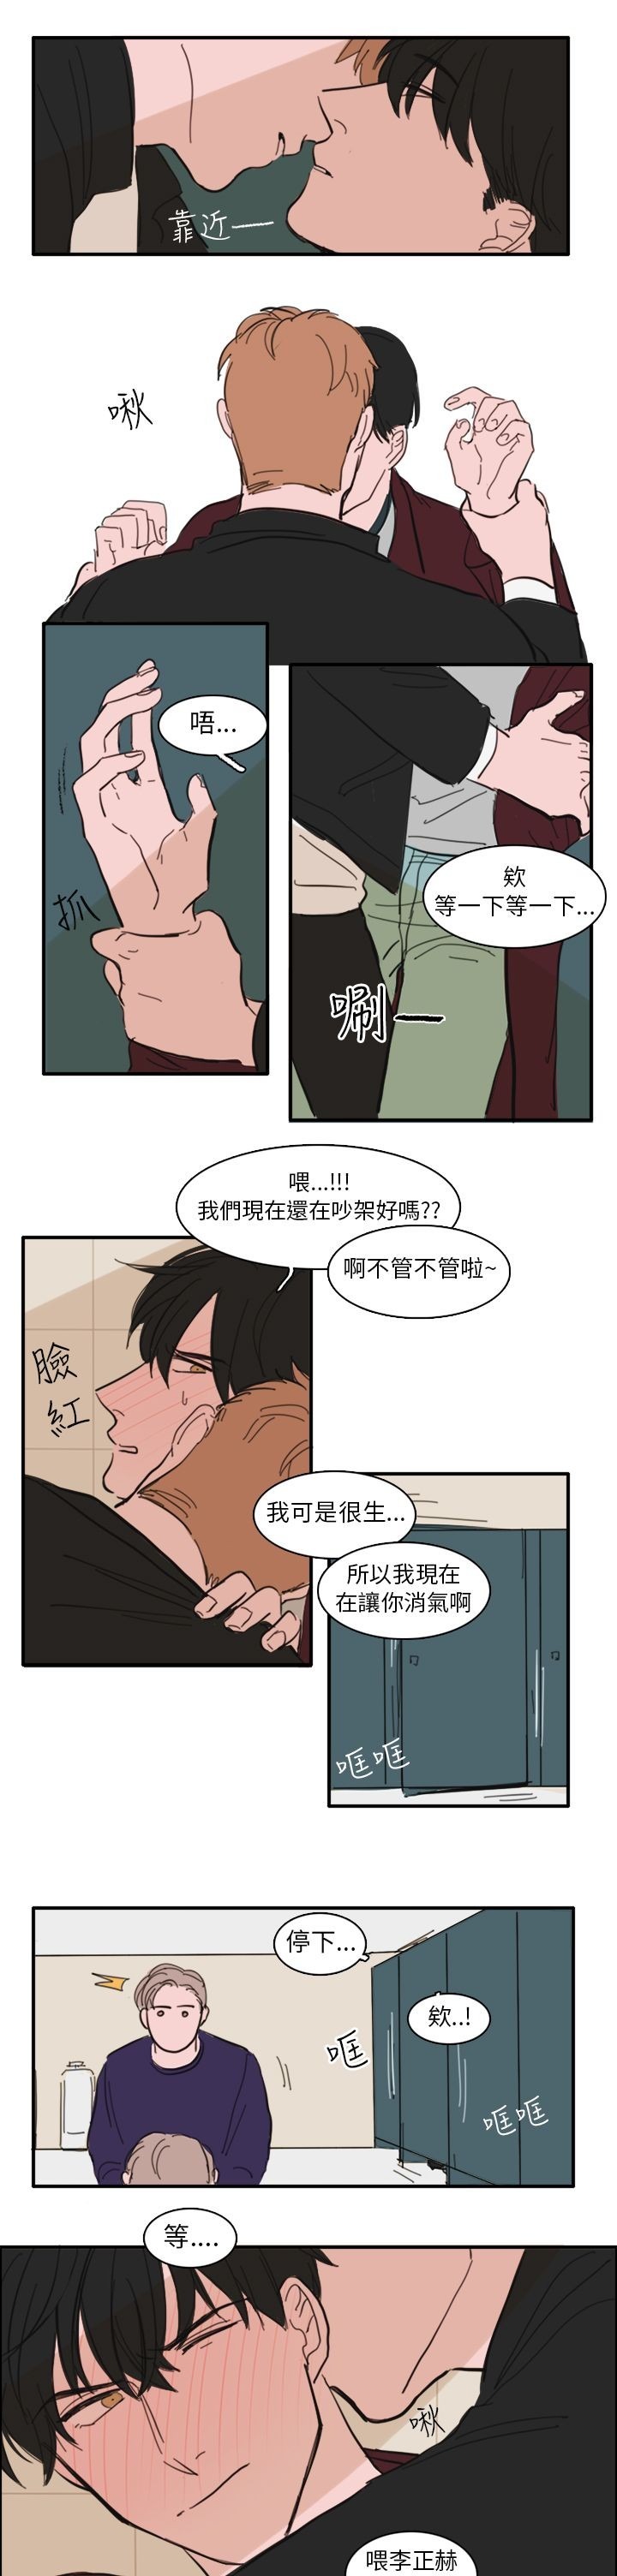 靠近—
啾
唔...
抓
欸
等一下等一下...
唰—
喂...!!!
我們現在還在吵架好嗎??
啊不管不管啦~
臉
紅
我可是很生...
所以我現在
在讓你消氣啊
哐哐
停下...
欸..!
哐
哐哐
等....
啾
喂李正赫